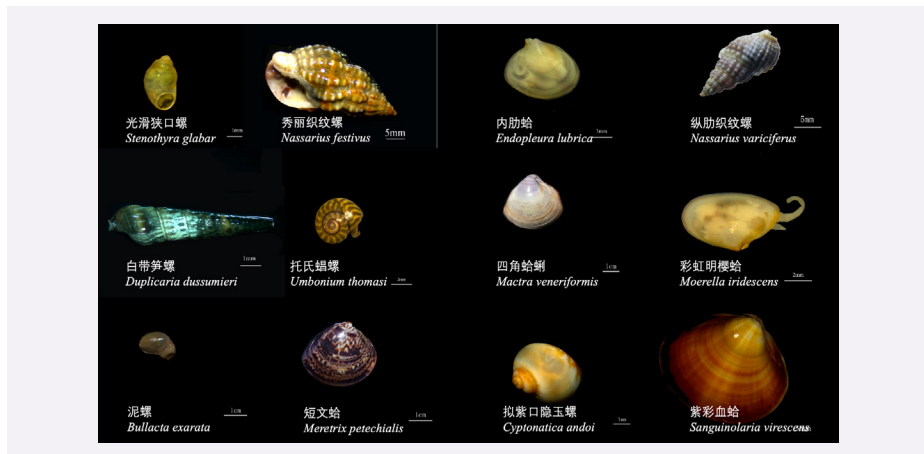 光滑狭口螺
Stenothyra glabar
1mm
秀丽织纹螺
Nassarius festivus
5mm
内肋蛤
Endopleura lubrica
1mm
纵肋织纹螺
Nassarius variciferus
5mm
白带笋螺
Duplicaria dussumieri
1mm
托氏蜎螺
Umbonium thomasi
四角蛤蜊
Mactra veneriformis
1cm
彩虹明樱蛤
Moerella iridescens
2mm
泥螺
Bullacta exarata
1cm
短文蛤
Meretrix petechialis
1cm
拟紫口隐玉螺
Cyptonatica andoi
紫彩血蛤
Sanguinolaria virescens